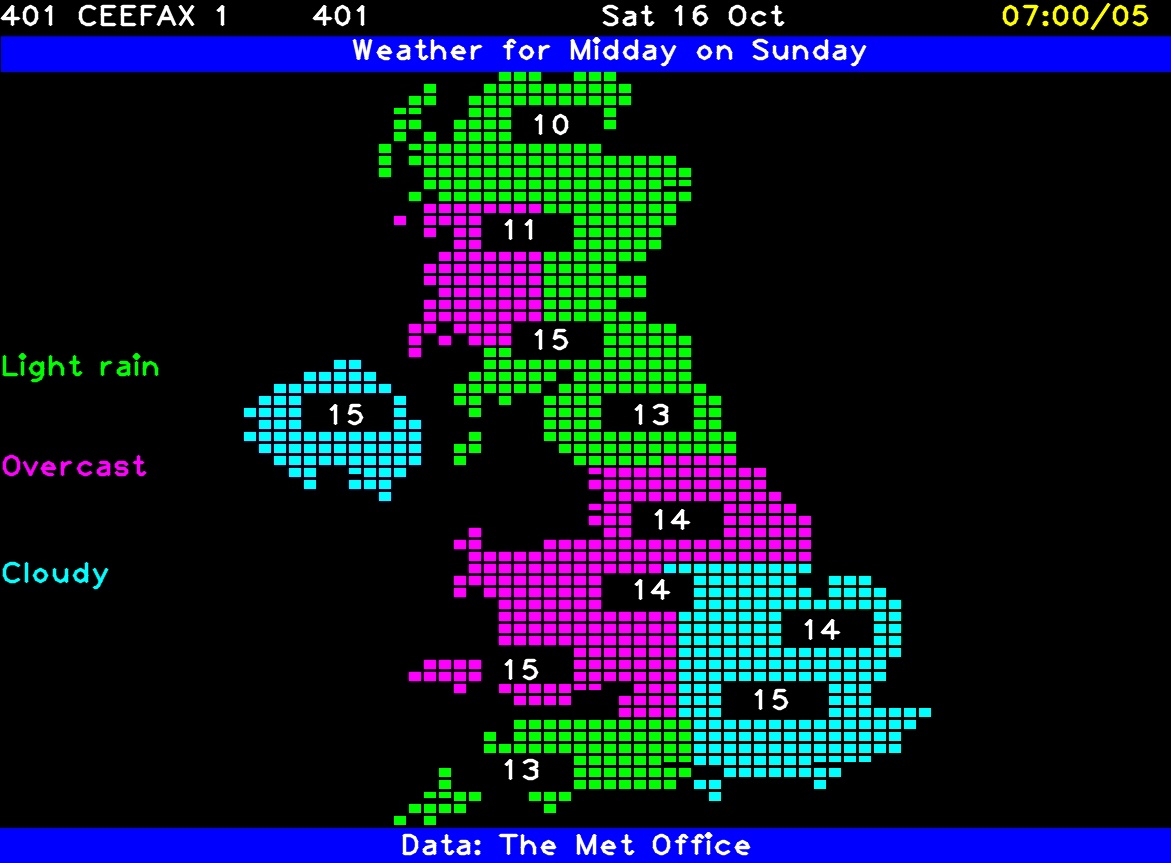 401 CEEFAX 1 401 Sat 16 Oct 07:00/05
Weather for Midday on Sunday
10
11
15
Light rain
15 13
Overcast
14
Cloudy
14
14
15
15
13
Data: The Met Office